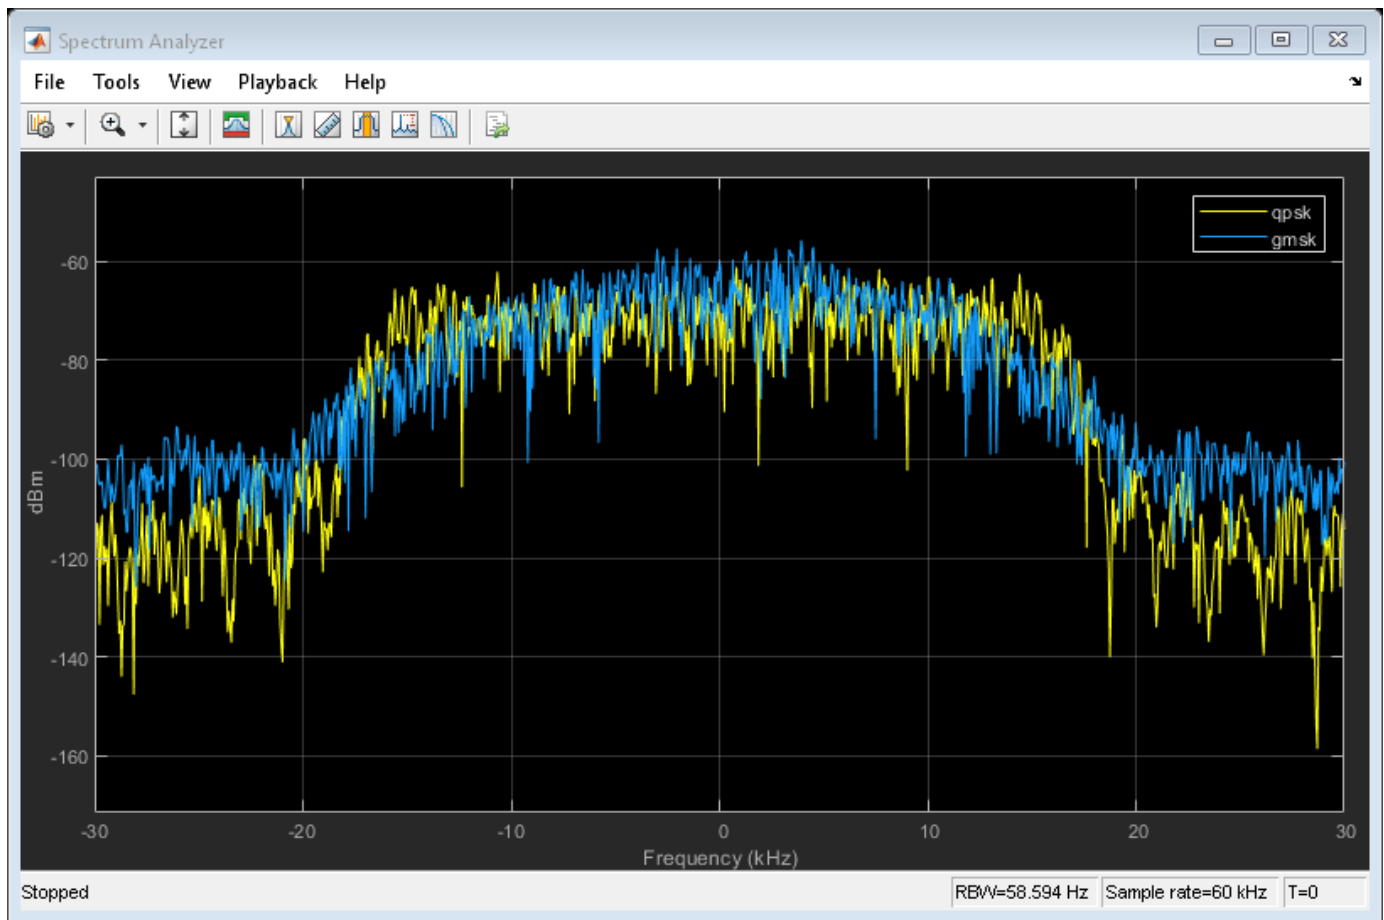 Spectrum Analyzer
File Tools View Playback Help
qpsk
gmsk
-60
-80
-100
-120
-140
-160
dBm
-30 -20 -10 0 10 20 30
Frequency (kHz)
Stopped RBW=58.594 Hz Sample rate=60 kHz T=0